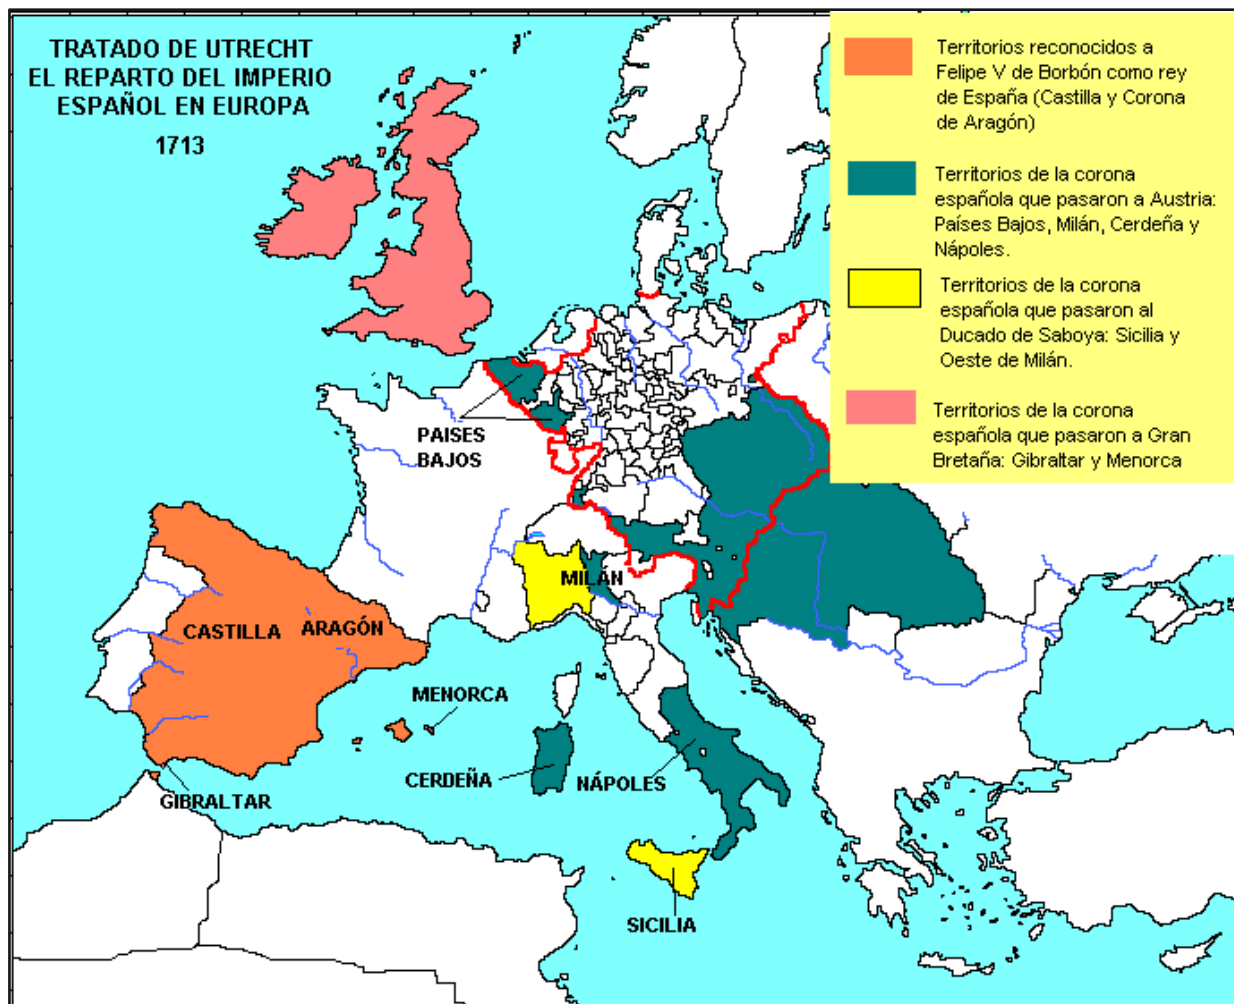 TRATADO DE UTRECHT
EL REPARTO DEL IMPERIO
ESPAÑOL EN EUROPA
1713
Territorios reconocidos a
Felipe V de Borbón como rey
de España (Castilla y Corona
de Aragón)
Territorios de la corona
española que pasaron a Austria:
Países Bajos, Milán, Cerdeña y
Nápoles.
Territorios de la corona
española que pasaron al
Ducado de Saboya: Sicilia y
Oeste de Milán.
Territorios de la corona
española que pasaron a Gran
Bretaña: Gibraltar y Menorca
PAISES
BAJOS
MILÁN
CASTILLA
ARAGÓN
MENORCA
CERDEÑA
NÁPOLES
GIBRALTAR
SICILIA